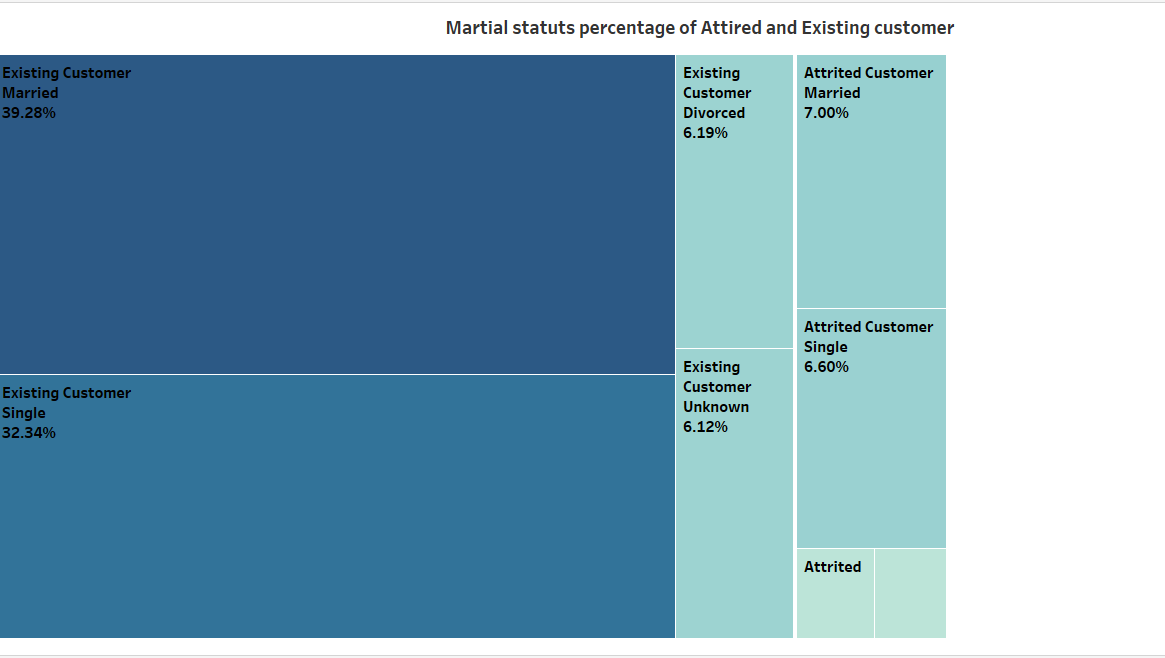 Martial statuts percentage of Attired and Existing customer
Existing Customer
Married
39.28%
Existing Customer
Single
32.34%
Existing
Customer
Divorced
6.19%
Existing
Customer
Unknown
6.12%
Attrited Customer
Married
7.00%
Attrited Customer
Single
6.60%
Attrited